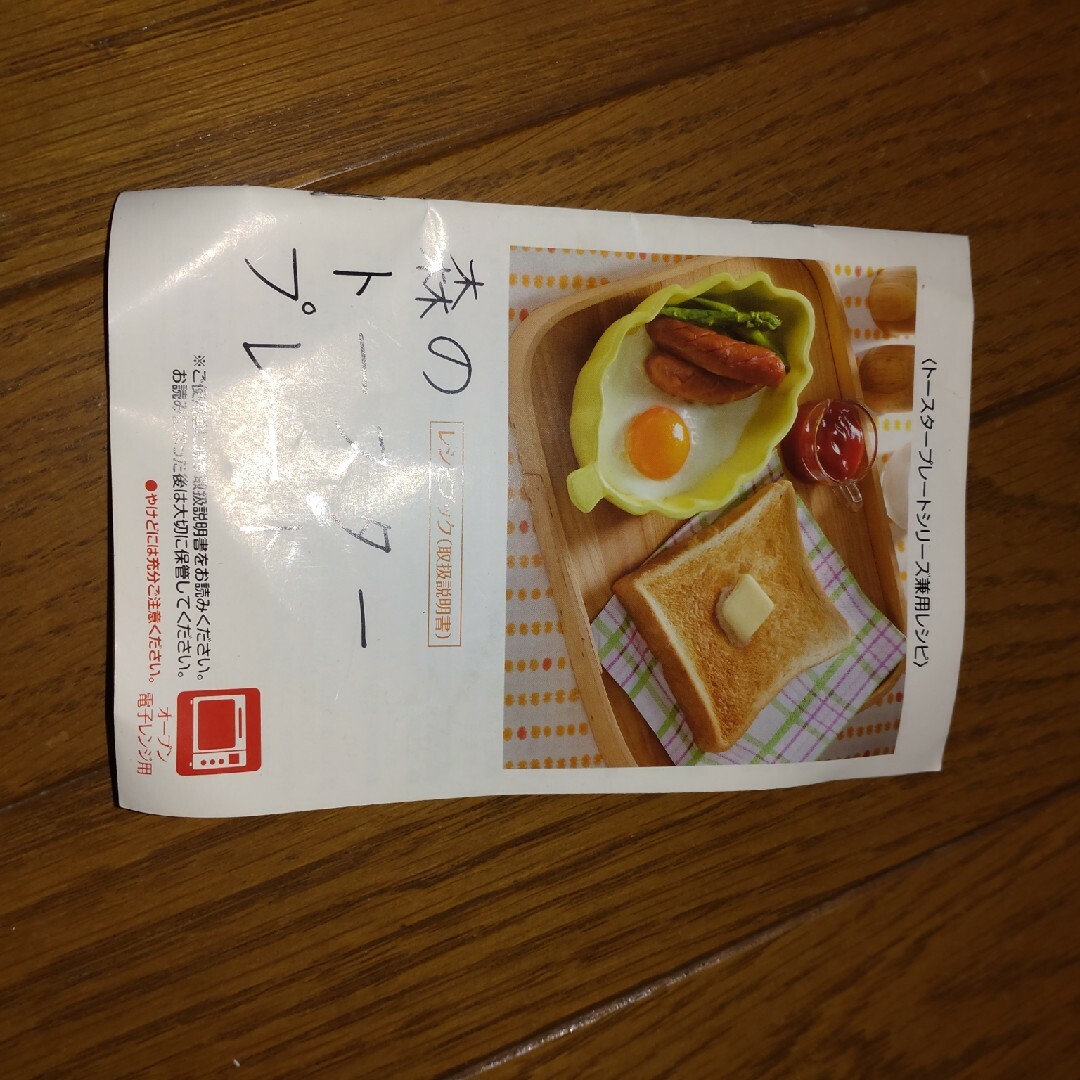 〈トースタープレートシリーズ兼用レシピ〉
レシピブック(取扱説明書)
森の
トースター
プレート
※ご使用前に必ず取扱説明書をお読みください。
お読みになった後は大切に保管してください。
●やけどには充分ご注意ください。
オーブン
電子レンジ用